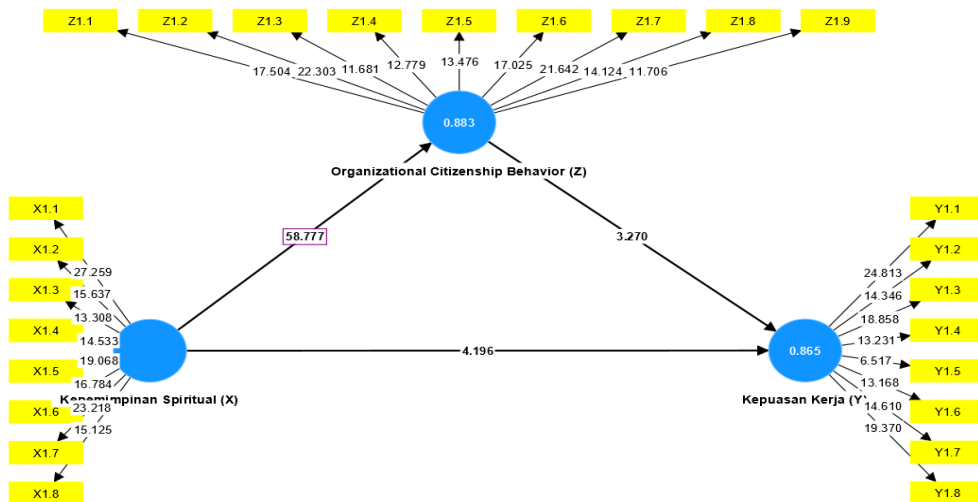 Z1.1 Z1.2 Z1.3 Z1.4 Z1.5 Z1.6 Z1.7 Z1.8 Z1.9
17.504 22.303 11.681 12.779 13.476 17.025 21.642 14.124 11.706
0.883
Organizational Citizenship Behavior (Z)
58.777
3.270
X1.1
X1.2
X1.3
X1.4
X1.5
X1.6
X1.7
X1.8
27.259
15.637
13.308
14.533
19.068
16.784
23.218
15.125
Kepemimpinan Spiritual (X)
4.196
0.865
Kepuasan Kerja (Y)
24.813
14.346
18.858
13.231
6.517
13.168
14.610
19.370
Y1.1
Y1.2
Y1.3
Y1.4
Y1.5
Y1.6
Y1.7
Y1.8